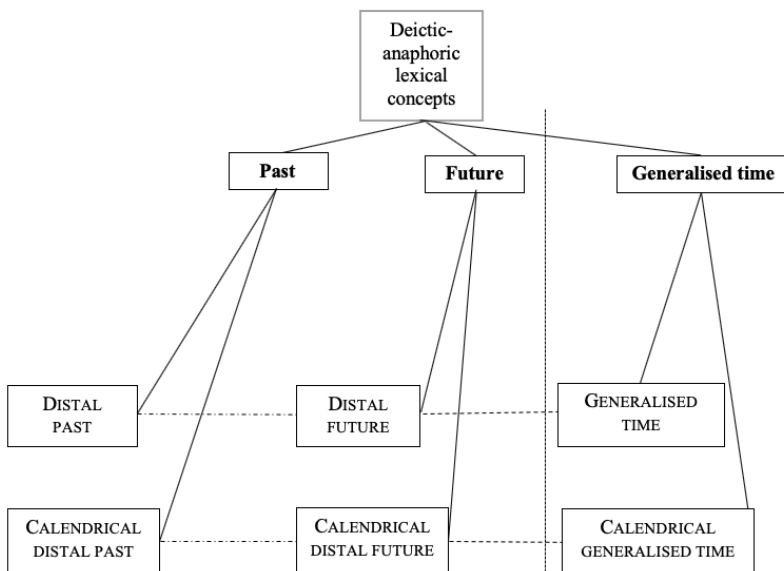 Deictic-
anaphoric
lexical
concepts
Past
Future
Generalised time
DISTAL
PAST
DISTAL
FUTURE
GENERALISED
TIME
CALENDRICAL
DISTAL PAST
CALENDRICAL
DISTAL FUTURE
CALENDRICAL
GENERALISED TIME